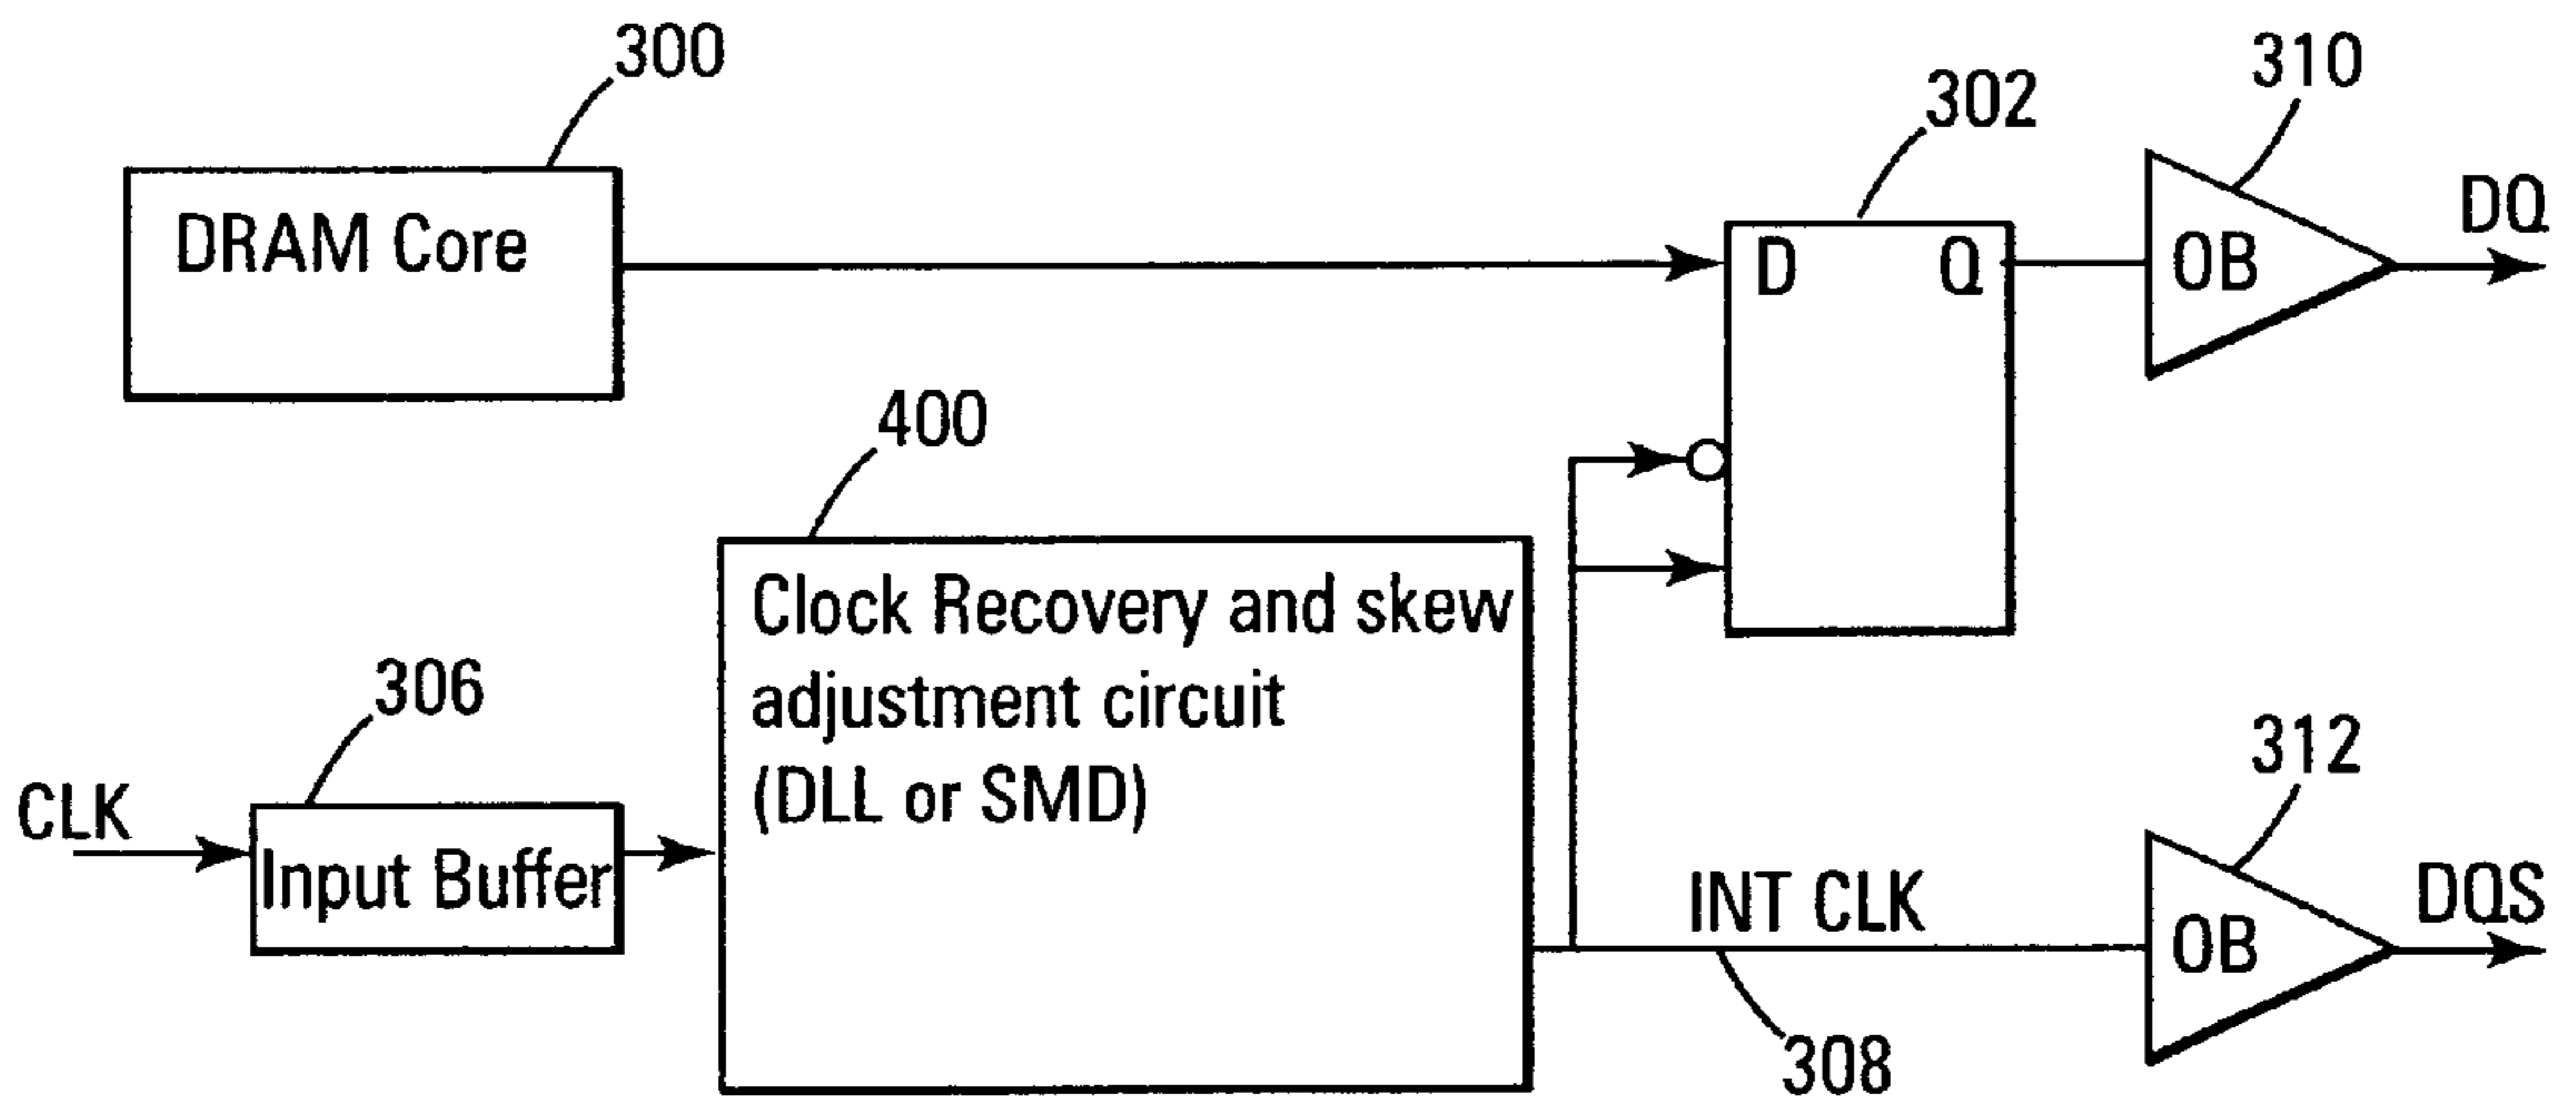 300
310
302
DRAM Core
D
Q
OB
DQ
400
Clock Recovery and skew
adjustment circuit
(DLL or SMD)
306
CLK
Input Buffer
312
INT CLK
OB
DQS
308